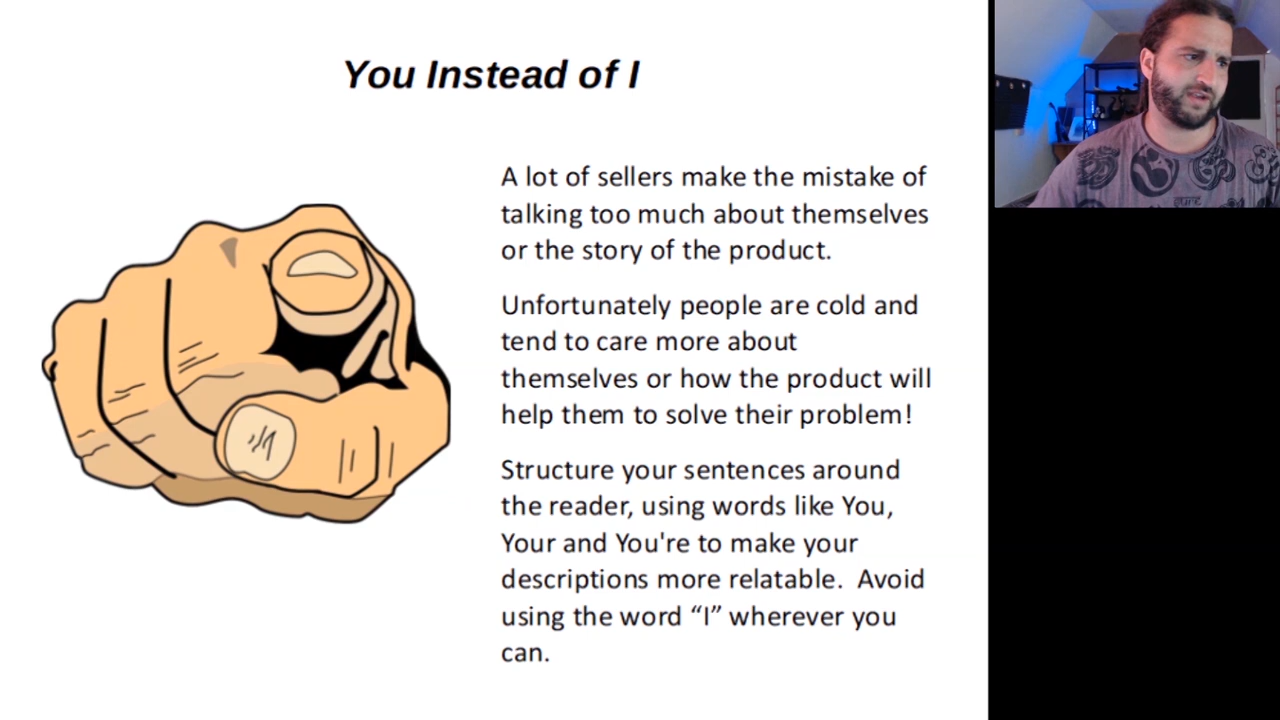 You Instead of I
A lot of sellers make the mistake of
talking too much about themselves
or the story of the product.
Unfortunately people are cold and
tend to care more about
themselves or how the product will
help them to solve their problem!
Structure your sentences around
the reader, using words like You,
Your and You're to make your
descriptions more relatable.  Avoid
using the word “I” wherever you
can.